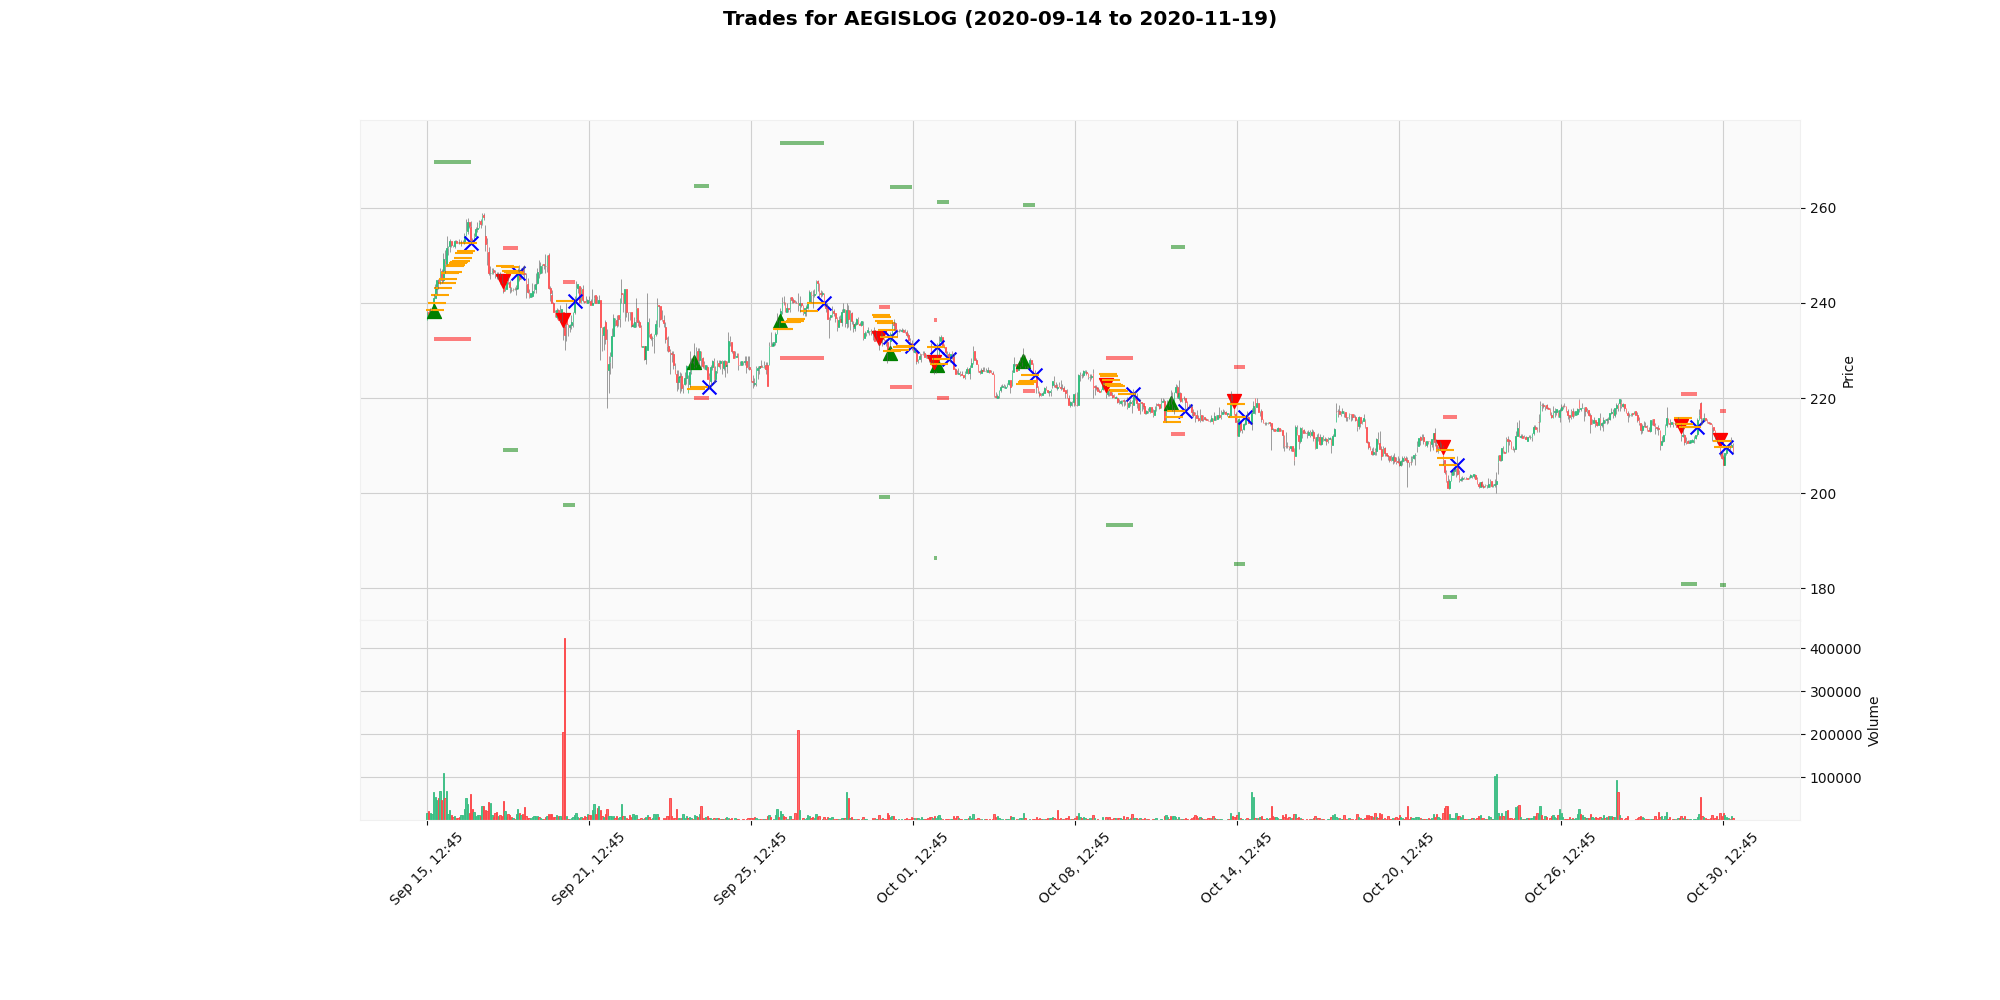 Trades for AEGISLOG (2020-09-14 to 2020-11-19)
260
240
220
200
180
Price
400000
300000
200000
100000
Volume
Sep 15, 12:45
Sep 21, 12:45
Sep 25, 12:45
Oct 01, 12:45
Oct 08, 12:45
Oct 14, 12:45
Oct 20, 12:45
Oct 26, 12:45
Oct 30, 12:45